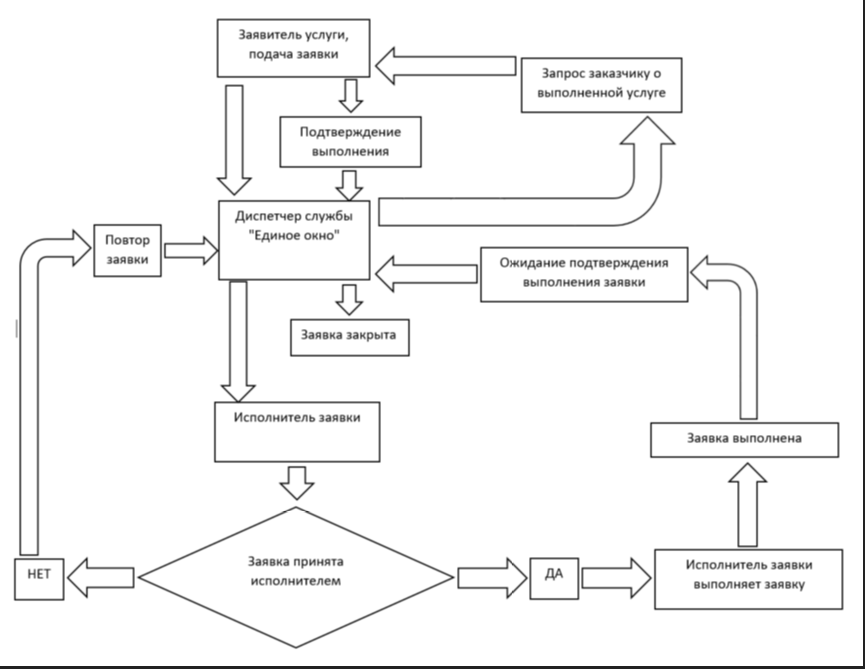 Заявитель услуги,
подача заявки
Запрос заказчику о
выполненной услуге
Подтверждение
выполнения
Диспетчер службы
"Единое окно"
Повтор
заявки
Ожидание подтверждения
выполнения заявки
Заявка закрыта
Исполнитель заявки
Заявка выполнена
Заявка принята
исполнителем
НЕТ
ДА
Исполнитель заявки
выполняет заявку